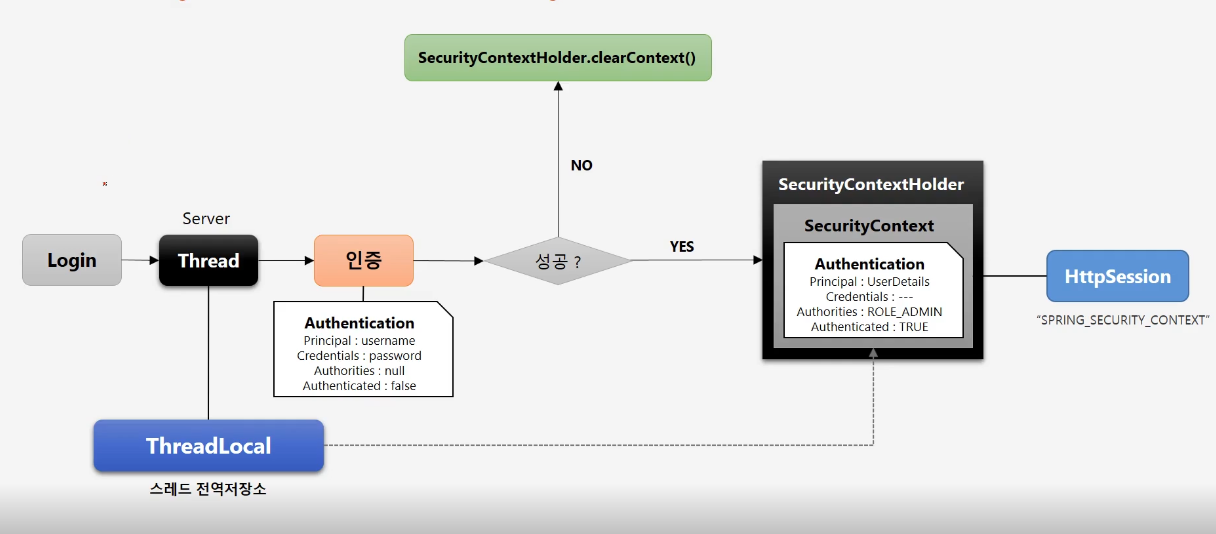 SecurityContextHolder.clearContext()
NO
SecurityContextHolder
SecurityContext
Server
Login
Thread
인증
성공 ?
YES
Authentication
Principal : UserDetails
Credentials : ---
Authorities : ROLE_ADMIN
Authenticated : TRUE
HttpSession
“SPRING_SECURITY_CONTEXT”
Authentication
Principal : username
Credentials : password
Authorities : null
Authenticated : false
ThreadLocal
스레드 전역저장소